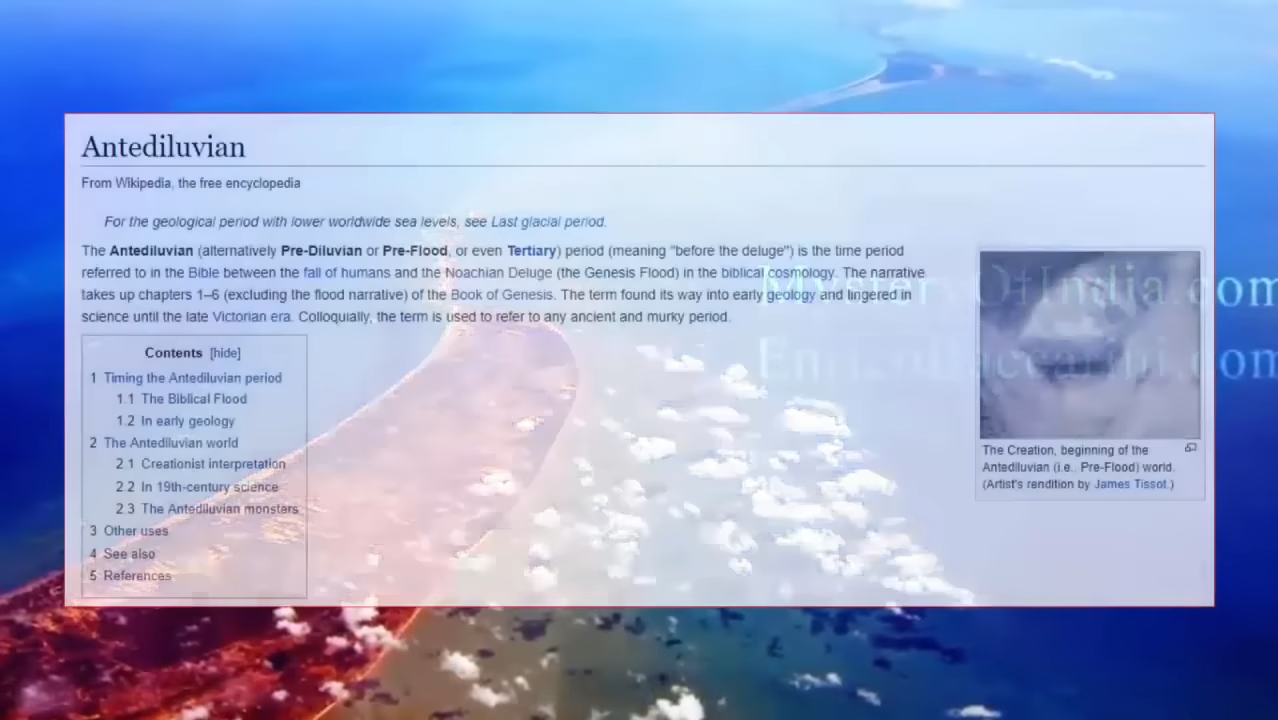 Antediluvian
From Wikipedia, the free encyclopedia
For the geological period with lower worldwide sea levels, see Last glacial period.
The Antediluvian (alternatively Pre-Diluvian or Pre-Flood, or even Tertiary) period (meaning "before the deluge") is the time period
referred to in the Bible between the fall of humans and the Noachian Deluge (the Genesis Flood) in the biblical cosmology. The narrative
takes up chapters 1–6 (excluding the flood narrative) of the Book of Genesis. The term found its way into early geology and lingered in
science until the late Victorian era. Colloquially, the term is used to refer to any ancient and murky period.
Contents [hide]
1 Timing the Antediluvian period
1.1 The Biblical Flood
1.2 In early geology
2 The Antediluvian world
2.1 Creationist interpretation
2.2 In 19th-century science
2.3 The Antediluvian monsters
3 Other uses
4 See also
5 References
MysteryOfIndia.com
.com
The Creation, beginning of the
Antediluvian (i.e.. Pre-Flood) world.
(Artist's rendition by James Tissot.)